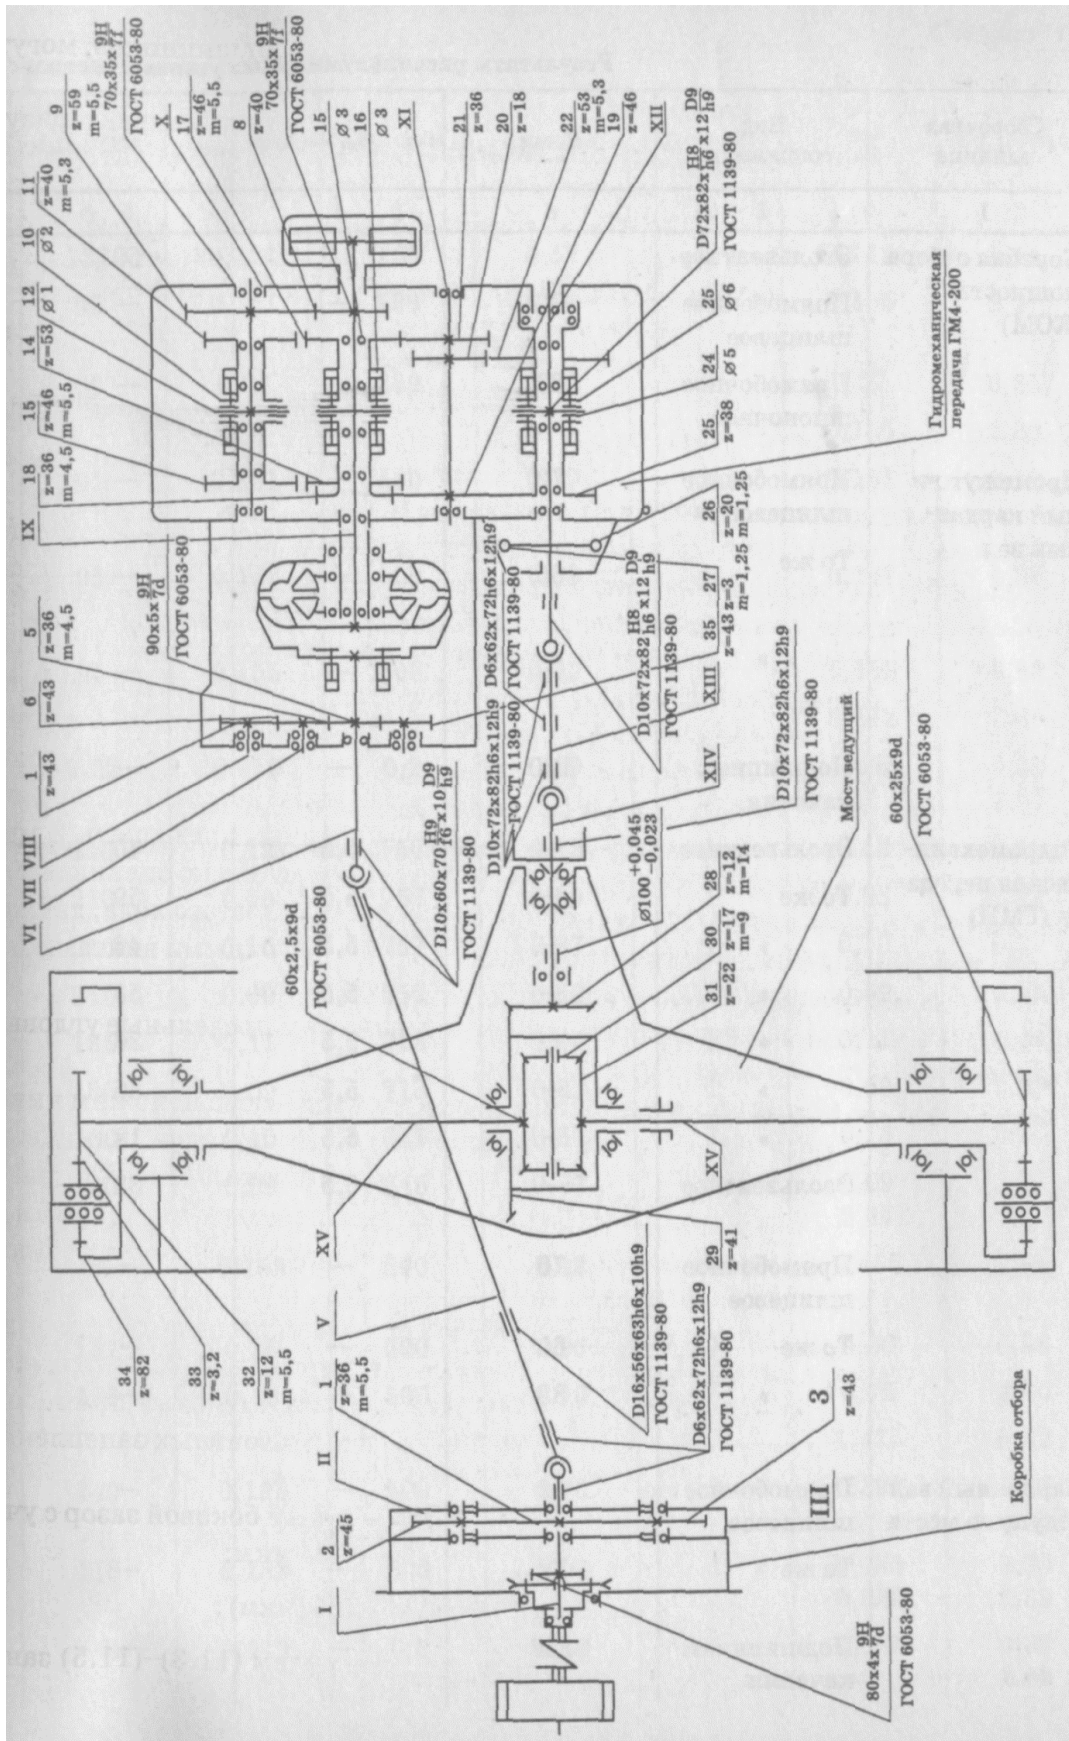 9
z=59
m=5,5
70x35x 9H/7f
ГОСТ 6053-80
X
17
z=46
m=5,5
8
z=40
70x35x 9H/7f
ГОСТ 6053-80
15
Ø 3
16
Ø 3
XI
21
z=36
20
z=18
22
z=53
m=5,3
19
z=46
XII
D72x82x H8/h6 x12 D9/h9
ГОСТ 1139-80
11
z=40
m=5,3
10
Ø 2
12
Ø 1
14
z=53
15
z=46
m=5,5
18
z=36
m=4,5
IX
90x5x 9H/7d
ГОСТ 6053-80
5
z=36
m=4,5
6
z=43
1
z=43
VIII
VII
VI
25
Ø 6
24
Ø 5
25
z=38
26
z=20
m=1,25
27
z=3
m=1,25
35
z=43
XIII
XIV
Гидромеханическая
передача ГМ4-200
D6x62x72h6x12h9
ГОСТ 1139-80
D10x72x82 H8/h6 x12 D9/h9
ГОСТ 1139-80
D10x72x82h6x12h9
ГОСТ 1139-80
D10x72x82h6x12h9
ГОСТ 1139-80
D10x60x70 H9/f6 x10 D9/h9
ГОСТ 1139-80
60x2,5x9d
ГОСТ 6053-80
Ø100 +0,045 −0,023
Мост ведущий
60x25x9d
ГОСТ 6053-80
28
z=12
m=14
30
z=17
m=9
31
z=22
XV
XV
V
29
z=41
34
z=82
33
z=3,2
32
z=12
m=5,5
D16x56x63h6x10h9
ГОСТ 1139-80
D6x62x72h6x12h9
ГОСТ 1139-80
1
z=36
m=5,5
II
2
z=45
I
III
3
z=43
Коробка отбора
80x4x 9H/7d
ГОСТ 6053-80